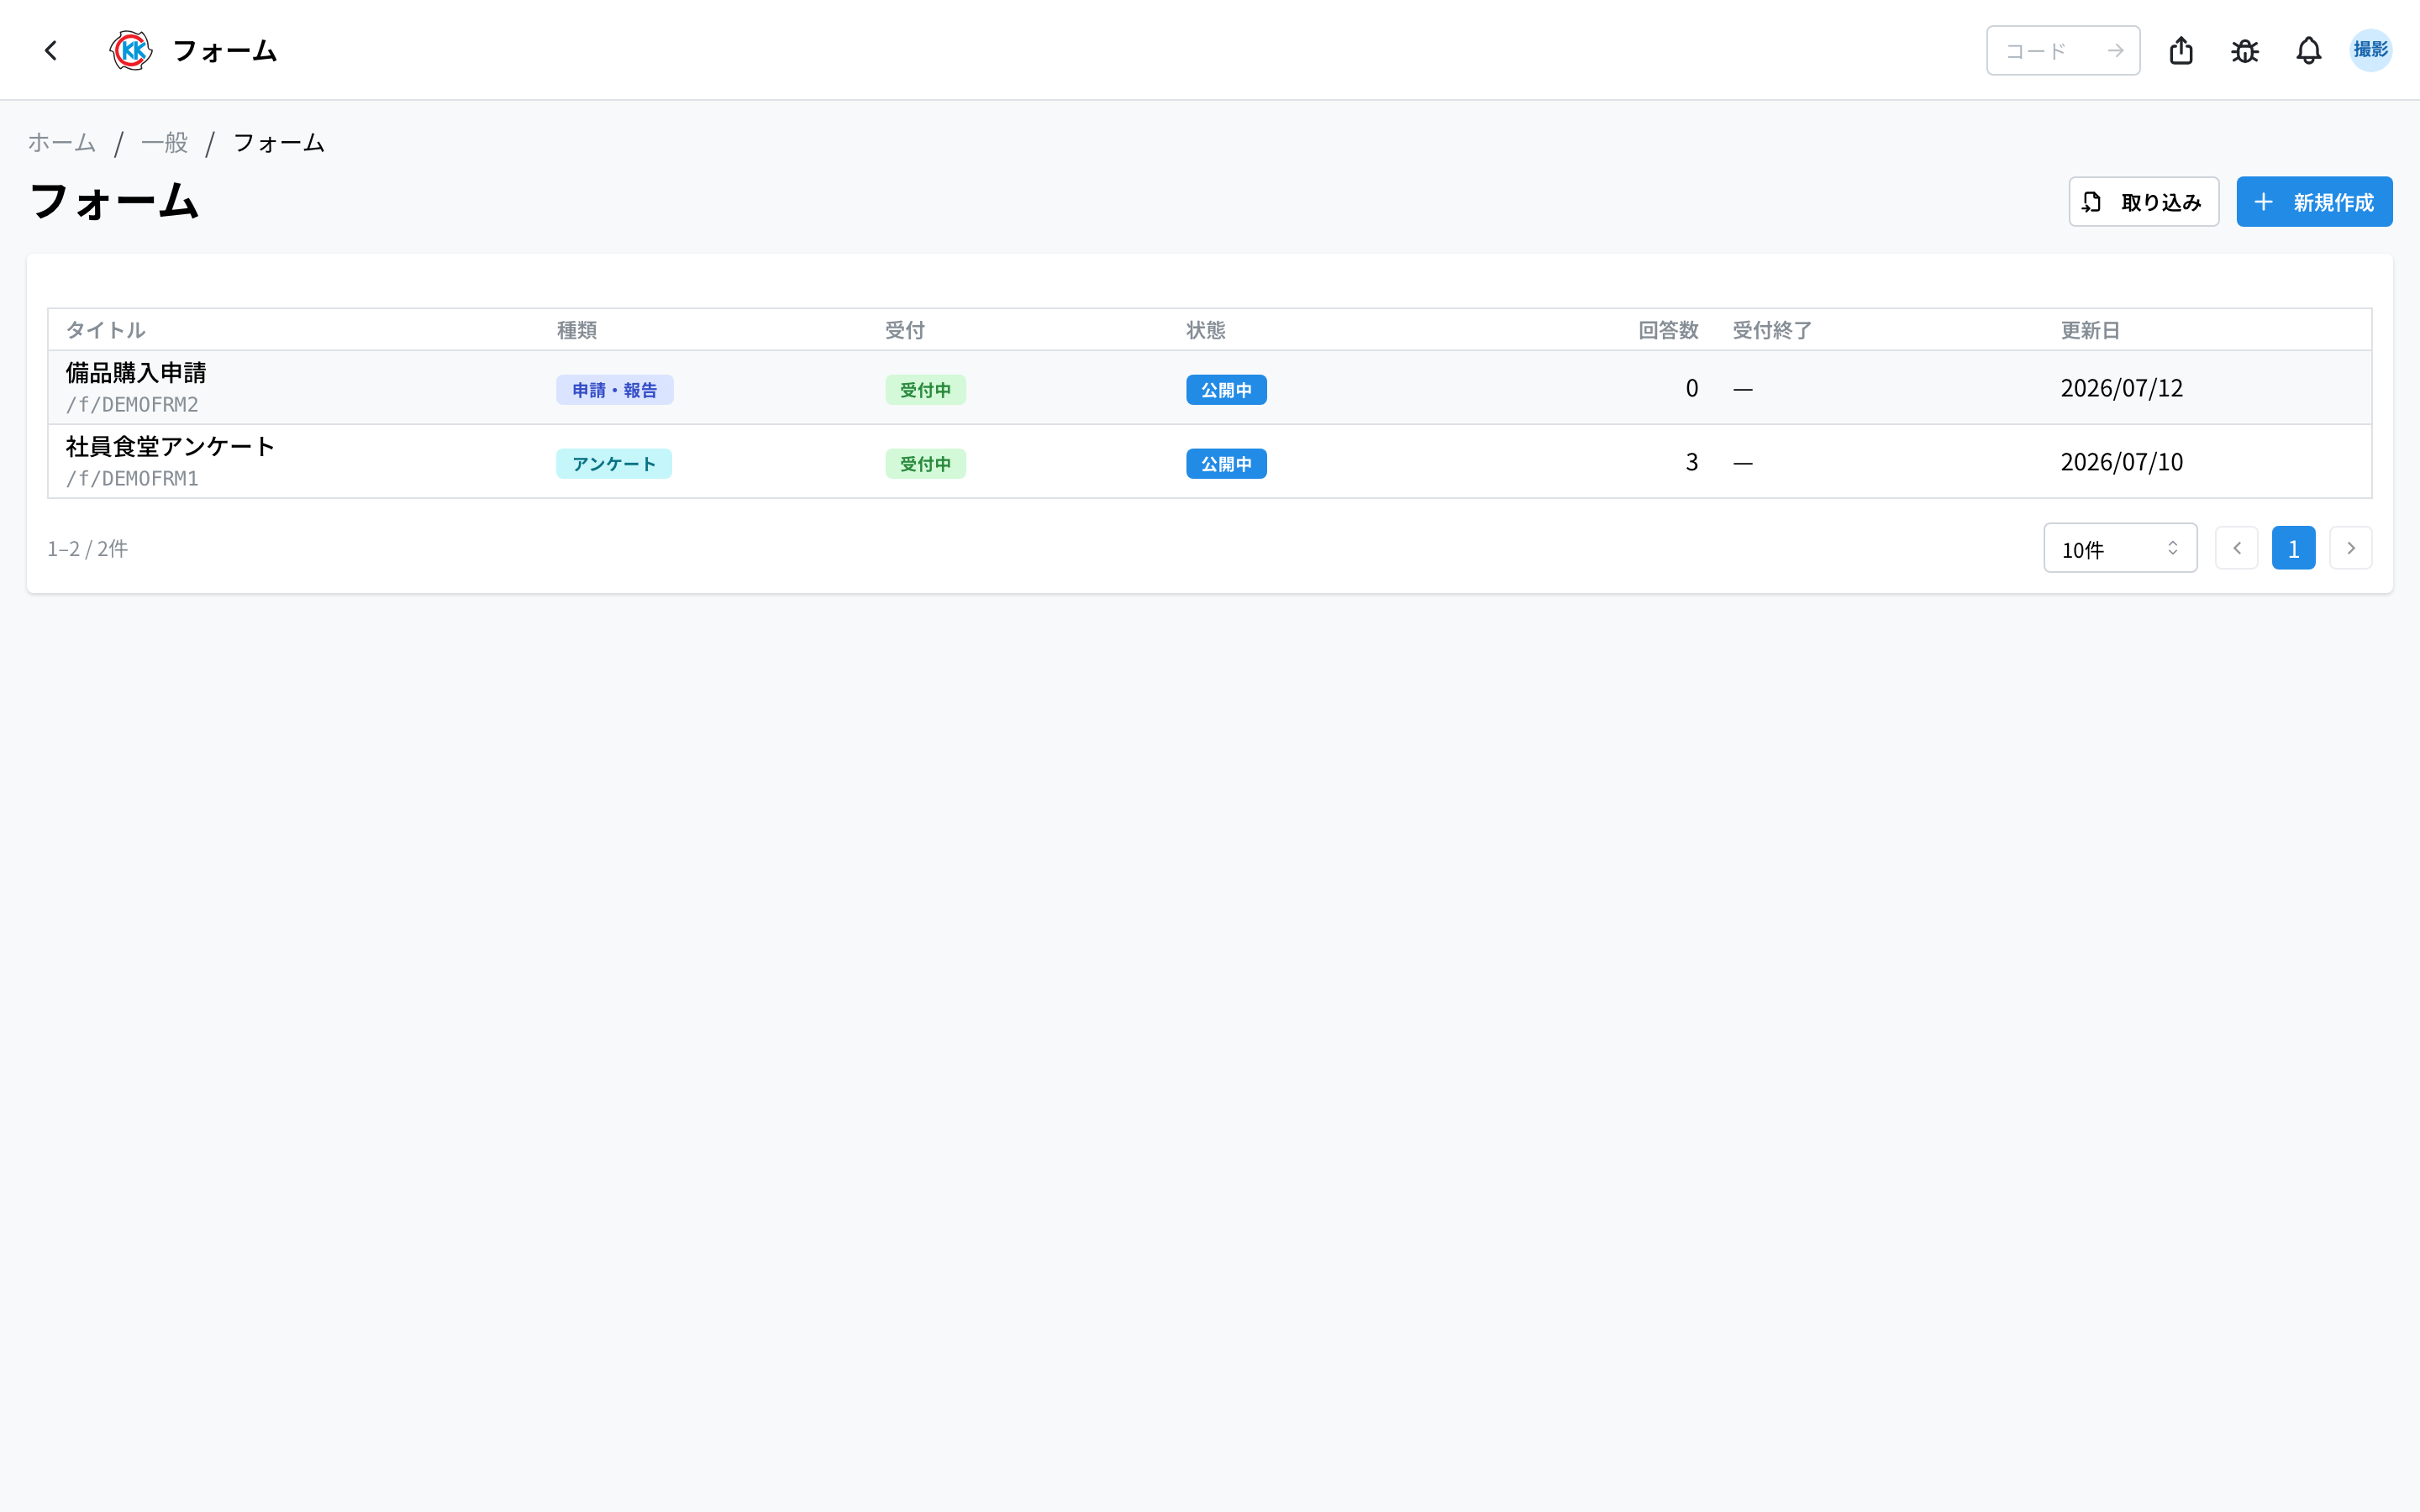 KK フォーム コード 撮影
ホーム / 一般 / フォーム
フォーム 取り込み 新規作成
タイトル 種類 受付 状態 回答数 受付終了 更新日
備品購入申請
/f/DEMOFRM2 申請・報告 受付中 公開中 0 — 2026/07/12
社員食堂アンケート
/f/DEMOFRM1 アンケート 受付中 公開中 3 — 2026/07/10
1–2 / 2件 10件 1